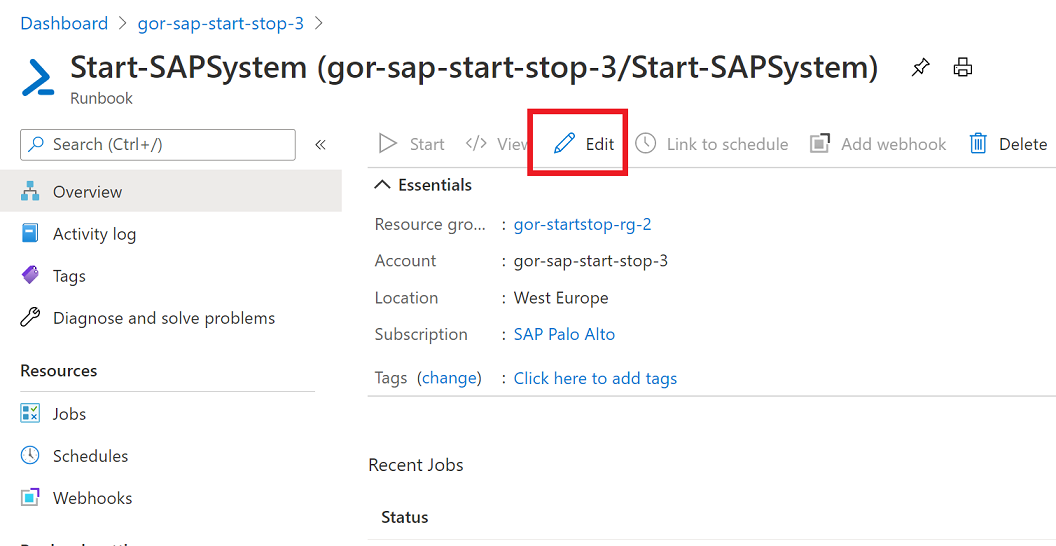 Dashboard > gor-sap-start-stop-3 >
Start-SAPSystem (gor-sap-start-stop-3/Start-SAPSystem)
Runbook
Search (Ctrl+/) «
Start </> View Edit Link to schedule Add webhook Delete
Essentials
Overview
Activity log
Tags
Diagnose and solve problems
Resource gro... : gor-startstop-rg-2
Account : gor-sap-start-stop-3
Location : West Europe
Subscription : SAP Palo Alto
Tags (change) : Click here to add tags
Resources
Jobs
Schedules
Webhooks
Recent Jobs
Status